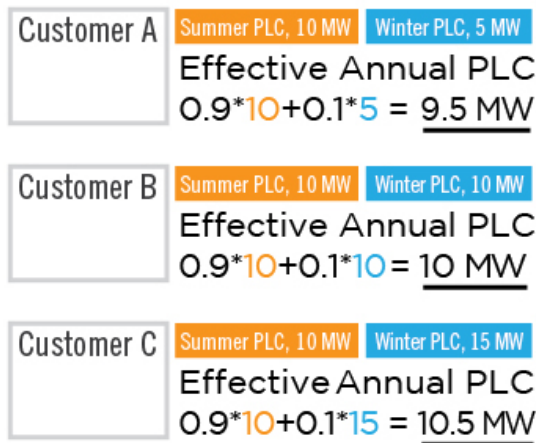 Customer A
Summer PLC, 10 MW Winter PLC, 5 MW
Effective Annual PLC
0.9*10+0.1*5 = 9.5 MW
Customer B
Summer PLC, 10 MW Winter PLC, 10 MW
Effective Annual PLC
0.9*10+0.1*10 = 10 MW
Customer C
Summer PLC, 10 MW Winter PLC, 15 MW
Effective Annual PLC
0.9*10+0.1*15 = 10.5 MW